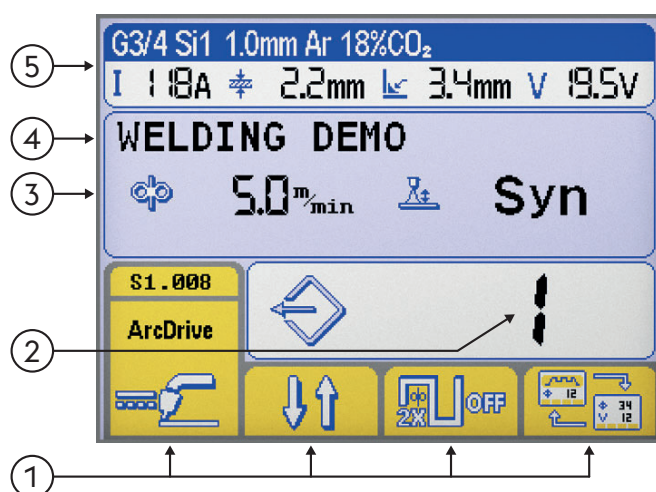 G3/4 Si1 1.0mm Ar 18%CO₂
5
I 118A 2.2mm 3.4mm V 19.5V
4
WELDING DEMO
3
5.0 m/min Syn
S1.008
ArcDrive
2
1
2X OFF
12
34
V 12
1